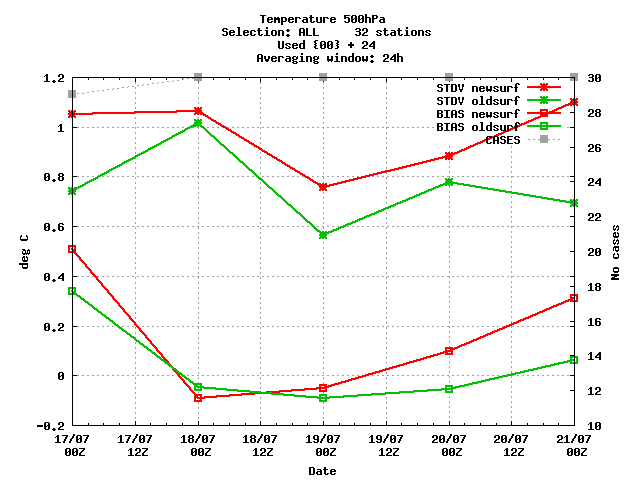 Temperature 500hPa
Selection: ALL 32 stations
Used {00} + 24
Averaging window: 24h
STDV newsurf
STDV oldsurf
BIAS newsurf
BIAS oldsurf
CASES
1.2
1
0.8
0.6
0.4
0.2
0
-0.2
deg C
30
28
26
24
22
20
18
16
14
12
10
No cases
17/07 17/07 18/07 18/07 19/07 19/07 20/07 20/07 21/07
00Z 12Z 00Z 12Z 00Z 12Z 00Z 12Z 00Z
Date